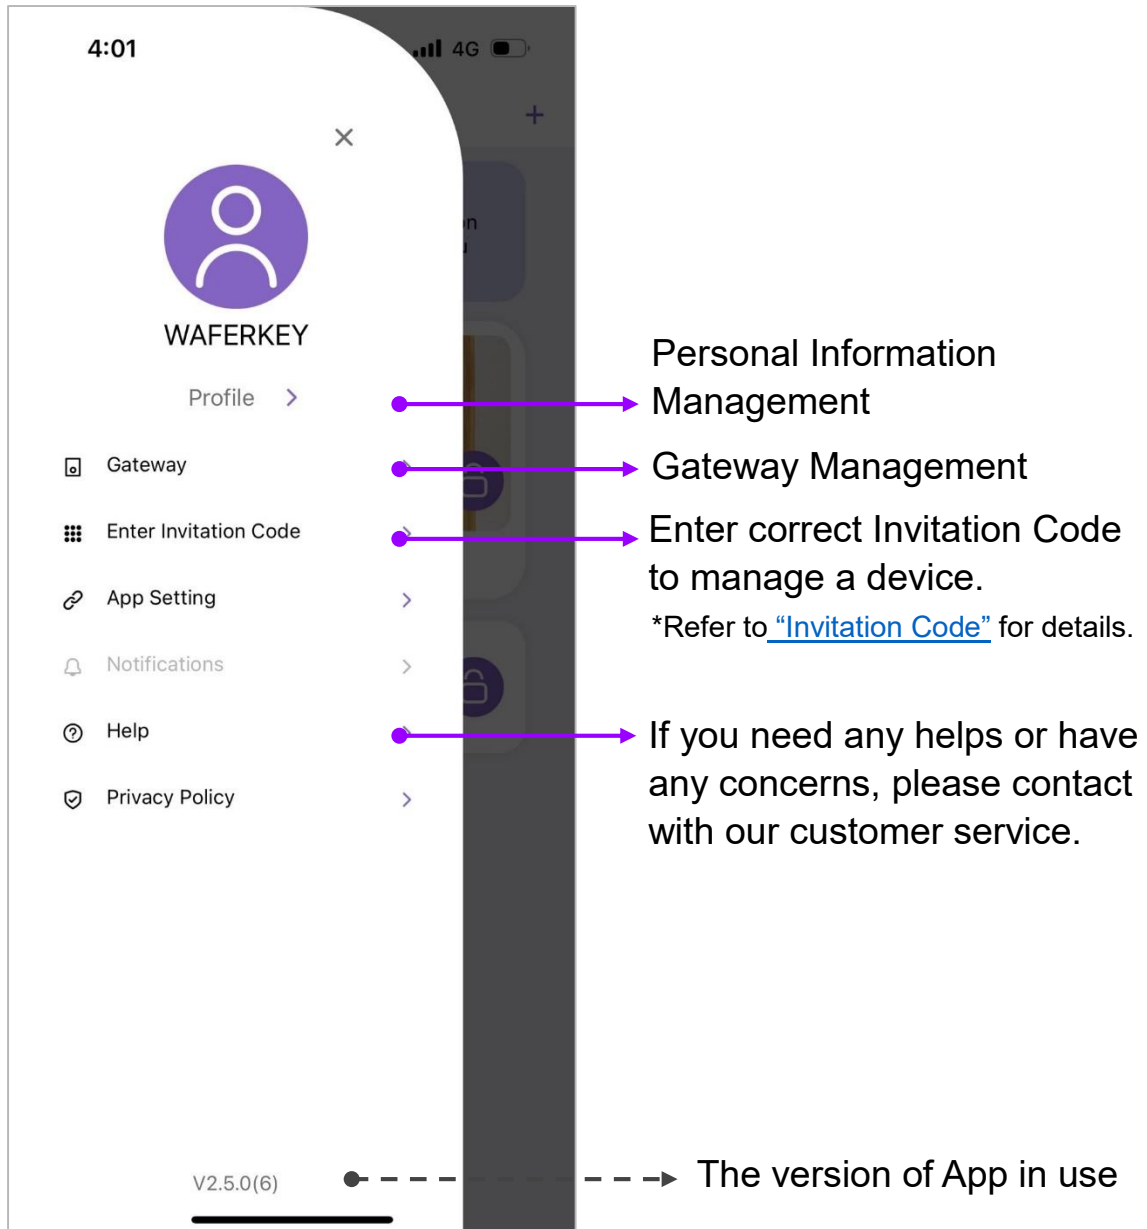 4:01
4G
WAFERKEY
Profile
Gateway
Enter Invitation Code
App Setting
Notifications
Help
Privacy Policy
V2.5.0(6)
Personal Information
Management
Gateway Management
Enter correct Invitation Code
to manage a device.
*Refer to “Invitation Code” for details.
If you need any helps or have
any concerns, please contact
with our customer service.
The version of App in use